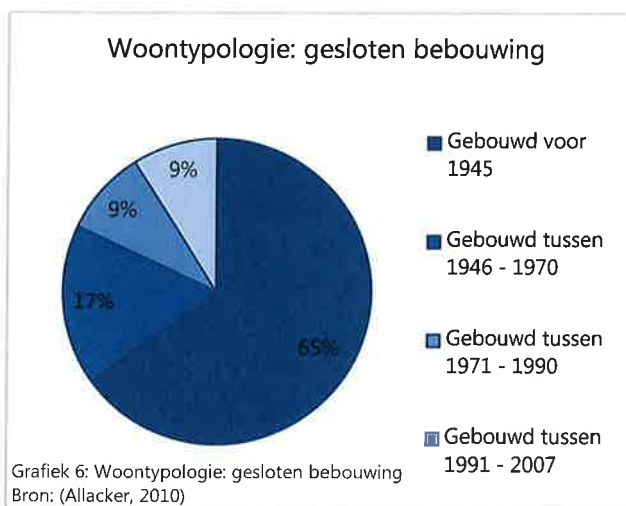 Woontypologie: gesloten bebouwing
9%
9%
17%
65%
Gebouwd voor
1945
Gebouwd tussen
1946 - 1970
Gebouwd tussen
1971 - 1990
Gebouwd tussen
1991 - 2007
Grafiek 6: Woontypologie: gesloten bebouwing
Bron: (Allacker, 2010)